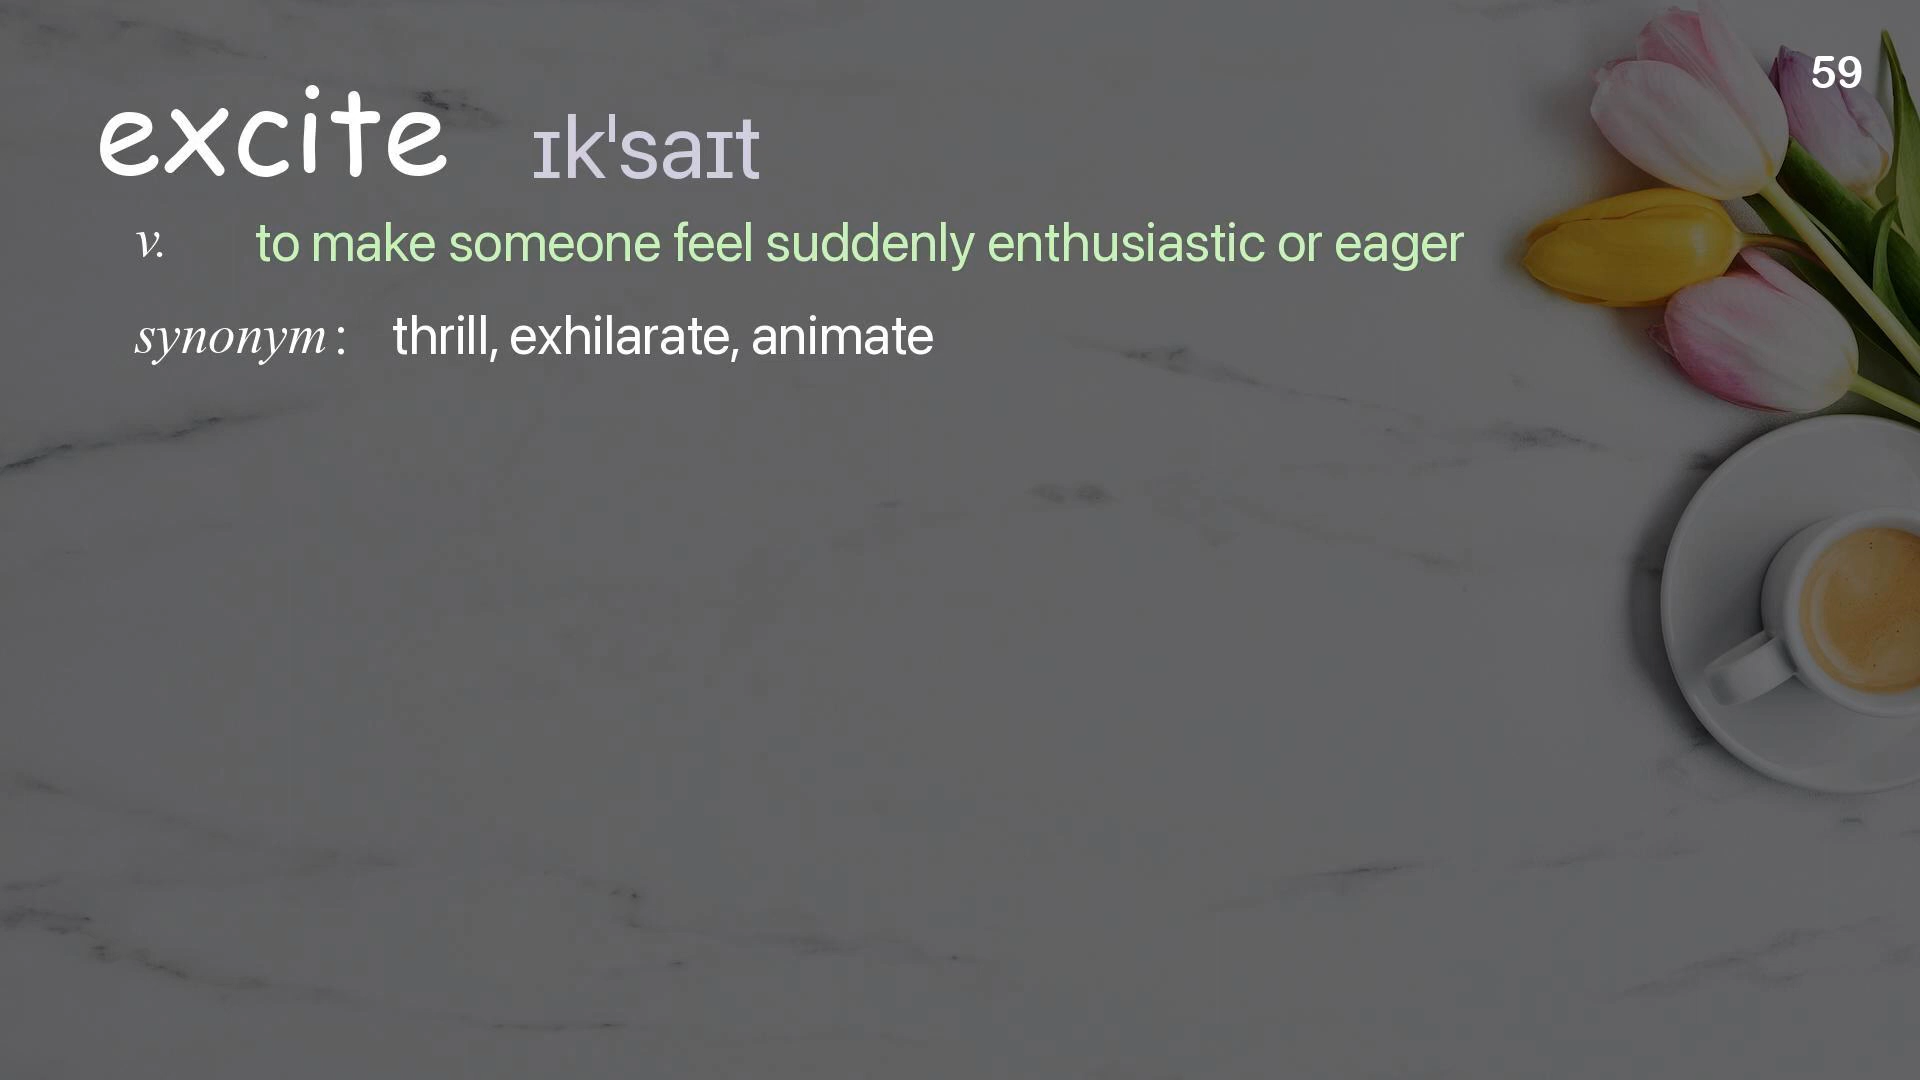 59
excite ɪkˈsaɪt
v. to make someone feel suddenly enthusiastic or eager
synonym: thrill, exhilarate, animate